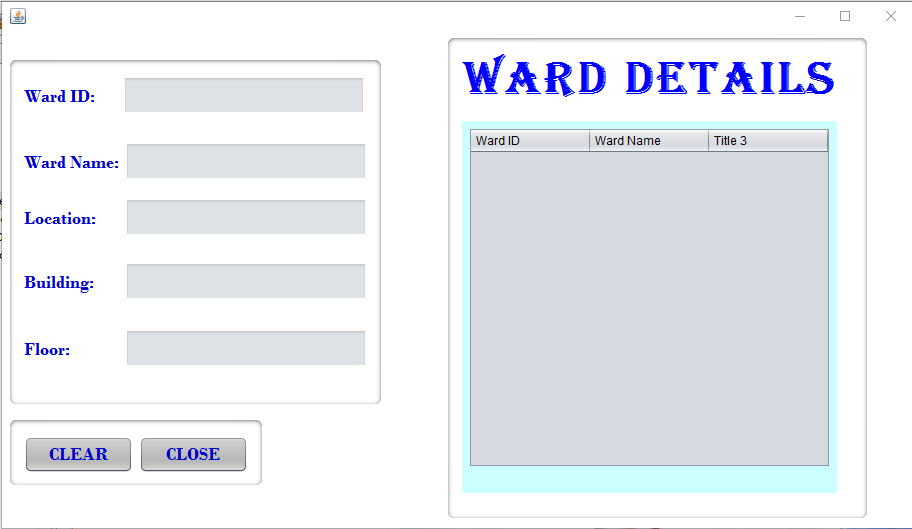 Ward ID:
Ward Name:
Location:
Building:
Floor:
CLEAR CLOSE
WARD DETAILS
Ward ID Ward Name Title 3